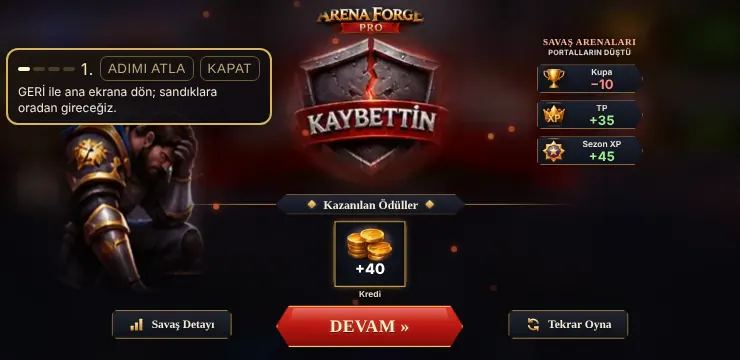 ARENA FORGE
PRO
1. ADIMI ATLA KAPAT
GERİ ile ana ekrana dön; sandıklara
oradan gireceğiz.
KAYBETTİN
SAVAŞ ARENALARI
PORTALLARIN DÜŞTÜ
Kupa
−10
XP
TP
+35
Sezon XP
+45
Kazanılan Ödüller
+40
Kredi
Savaş Detayı
DEVAM »
Tekrar Oyna